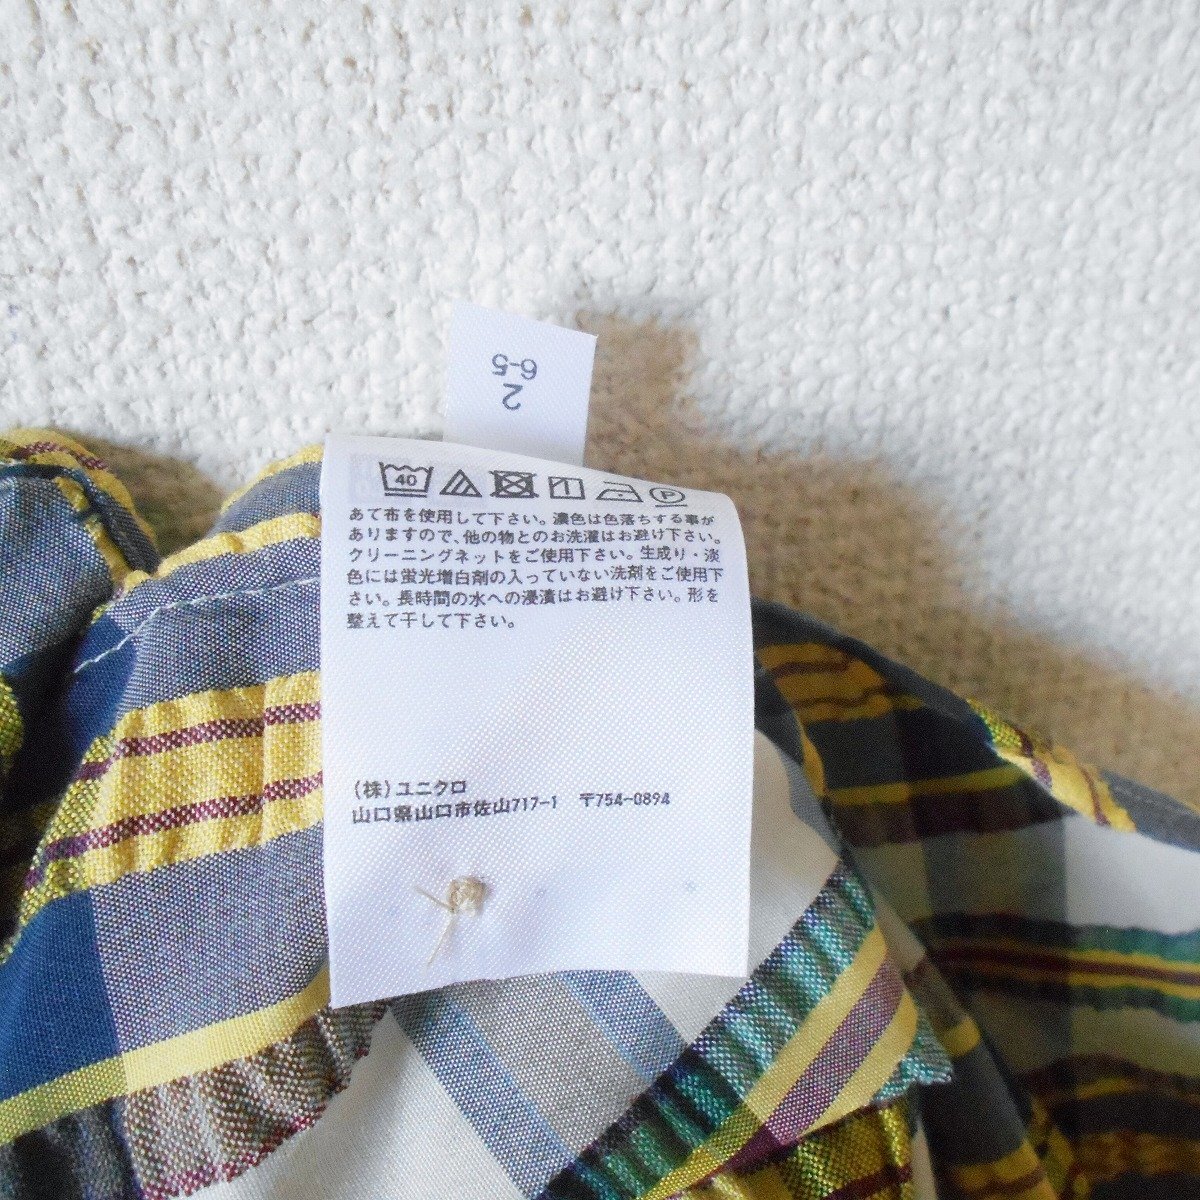 2
6-5
40
P
あて布を使用して下さい。濃色は色落ちする事が
ありますので、他の物とのお洗濯はお避け下さい。
クリーニングネットをご使用下さい。生成り・淡
色には蛍光増白剤の入っていない洗剤をご使用下
さい。長時間の水への浸漬はお避け下さい。形を
整えて干して下さい。
(株)ユニクロ
山口県山口市佐山717-1 〒754-0894